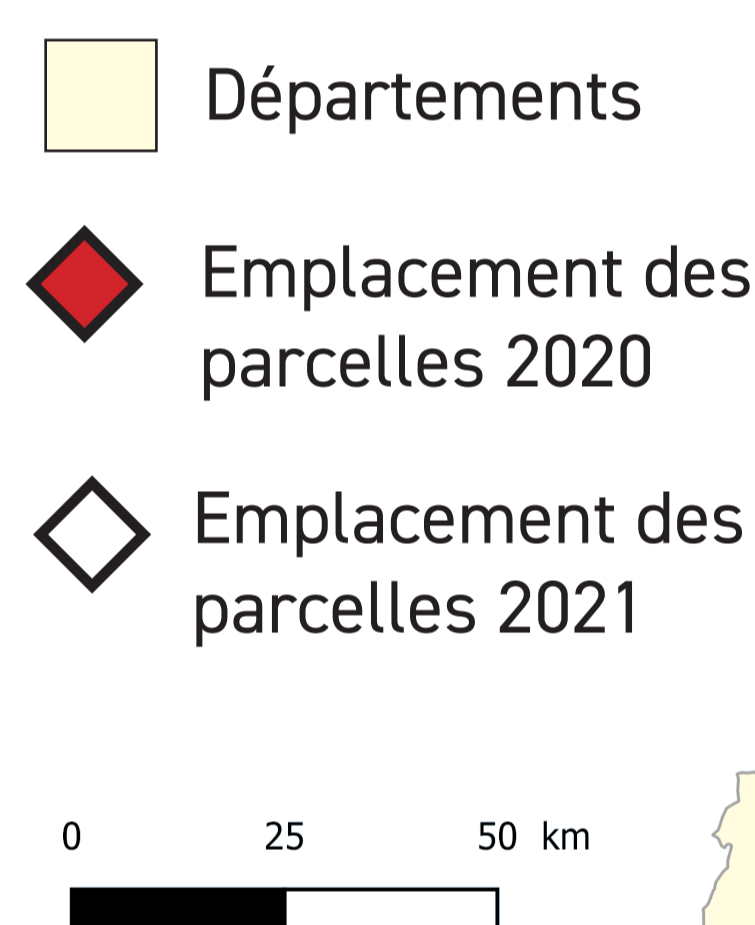 Départements
Emplacement des
parcelles 2020
Emplacement des
parcelles 2021
0 25 50 km